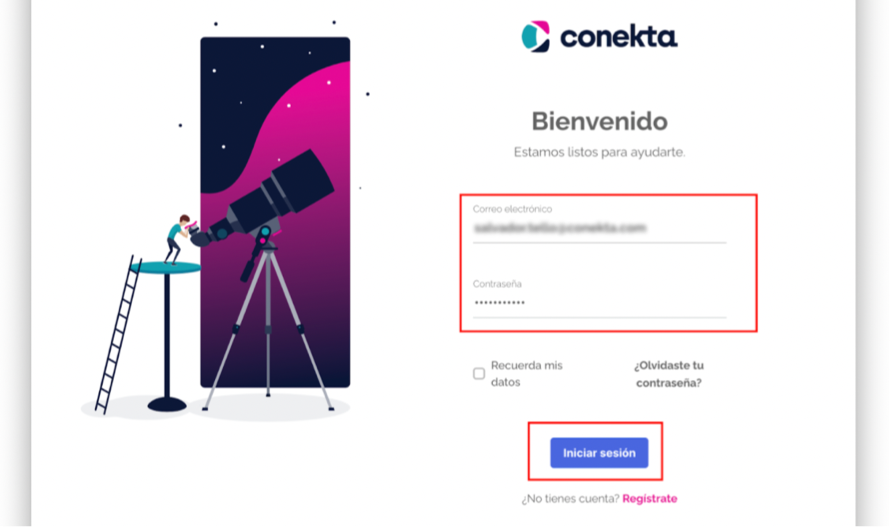 conekta
Bienvenido
Estamos listos para ayudarte.
Correo electrónico
Contraseña
•••••••••••
Recuerda mis
datos
¿Olvidaste tu
contraseña?
Iniciar sesión
¿No tienes cuenta? Regístrate